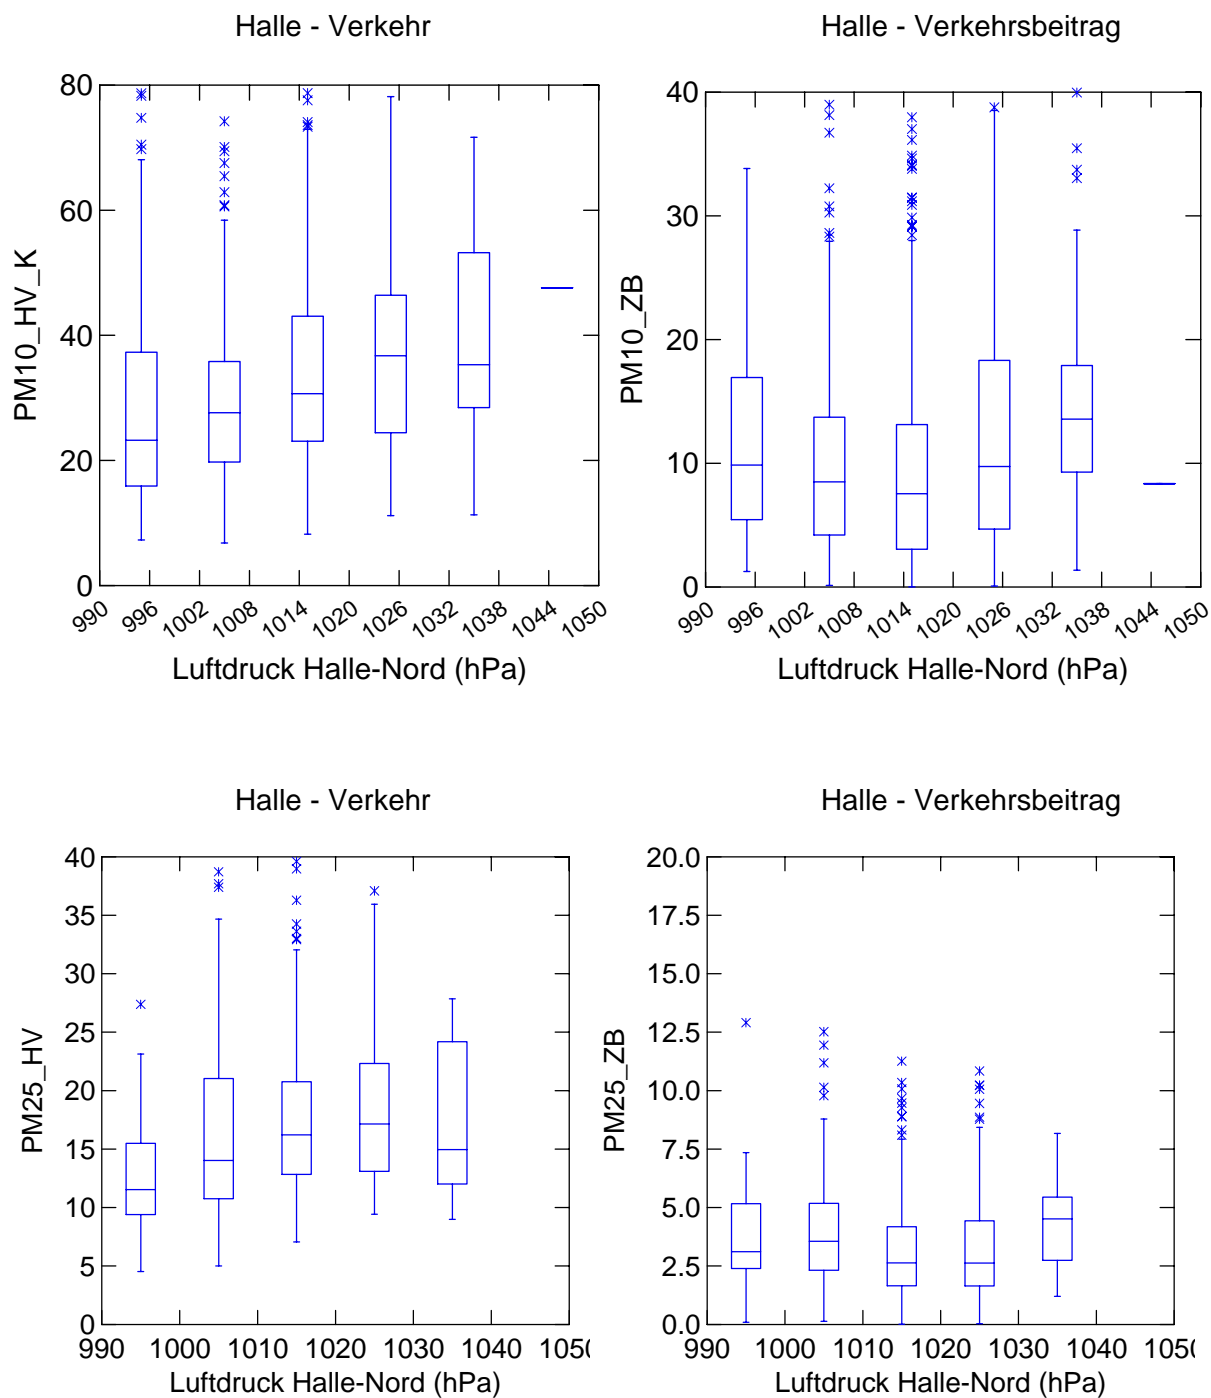 Halle - Verkehr
PM10_HV_K
80
60
40
20
0
990 996 1002 1008 1014 1020 1026 1032 1038 1044 1050
Luftdruck Halle-Nord (hPa)
Halle - Verkehrsbeitrag
PM10_ZB
40
30
20
10
0
990 996 1002 1008 1014 1020 1026 1032 1038 1044 1050
Luftdruck Halle-Nord (hPa)
Halle - Verkehr
PM25_HV
40
35
30
25
20
15
10
5
0
990 1000 1010 1020 1030 1040 105(
Luftdruck Halle-Nord (hPa)
Halle - Verkehrsbeitrag
PM25_ZB
20.0
17.5
15.0
12.5
10.0
7.5
5.0
2.5
0.0
990 1000 1010 1020 1030 1040 105(
Luftdruck Halle-Nord (hPa)